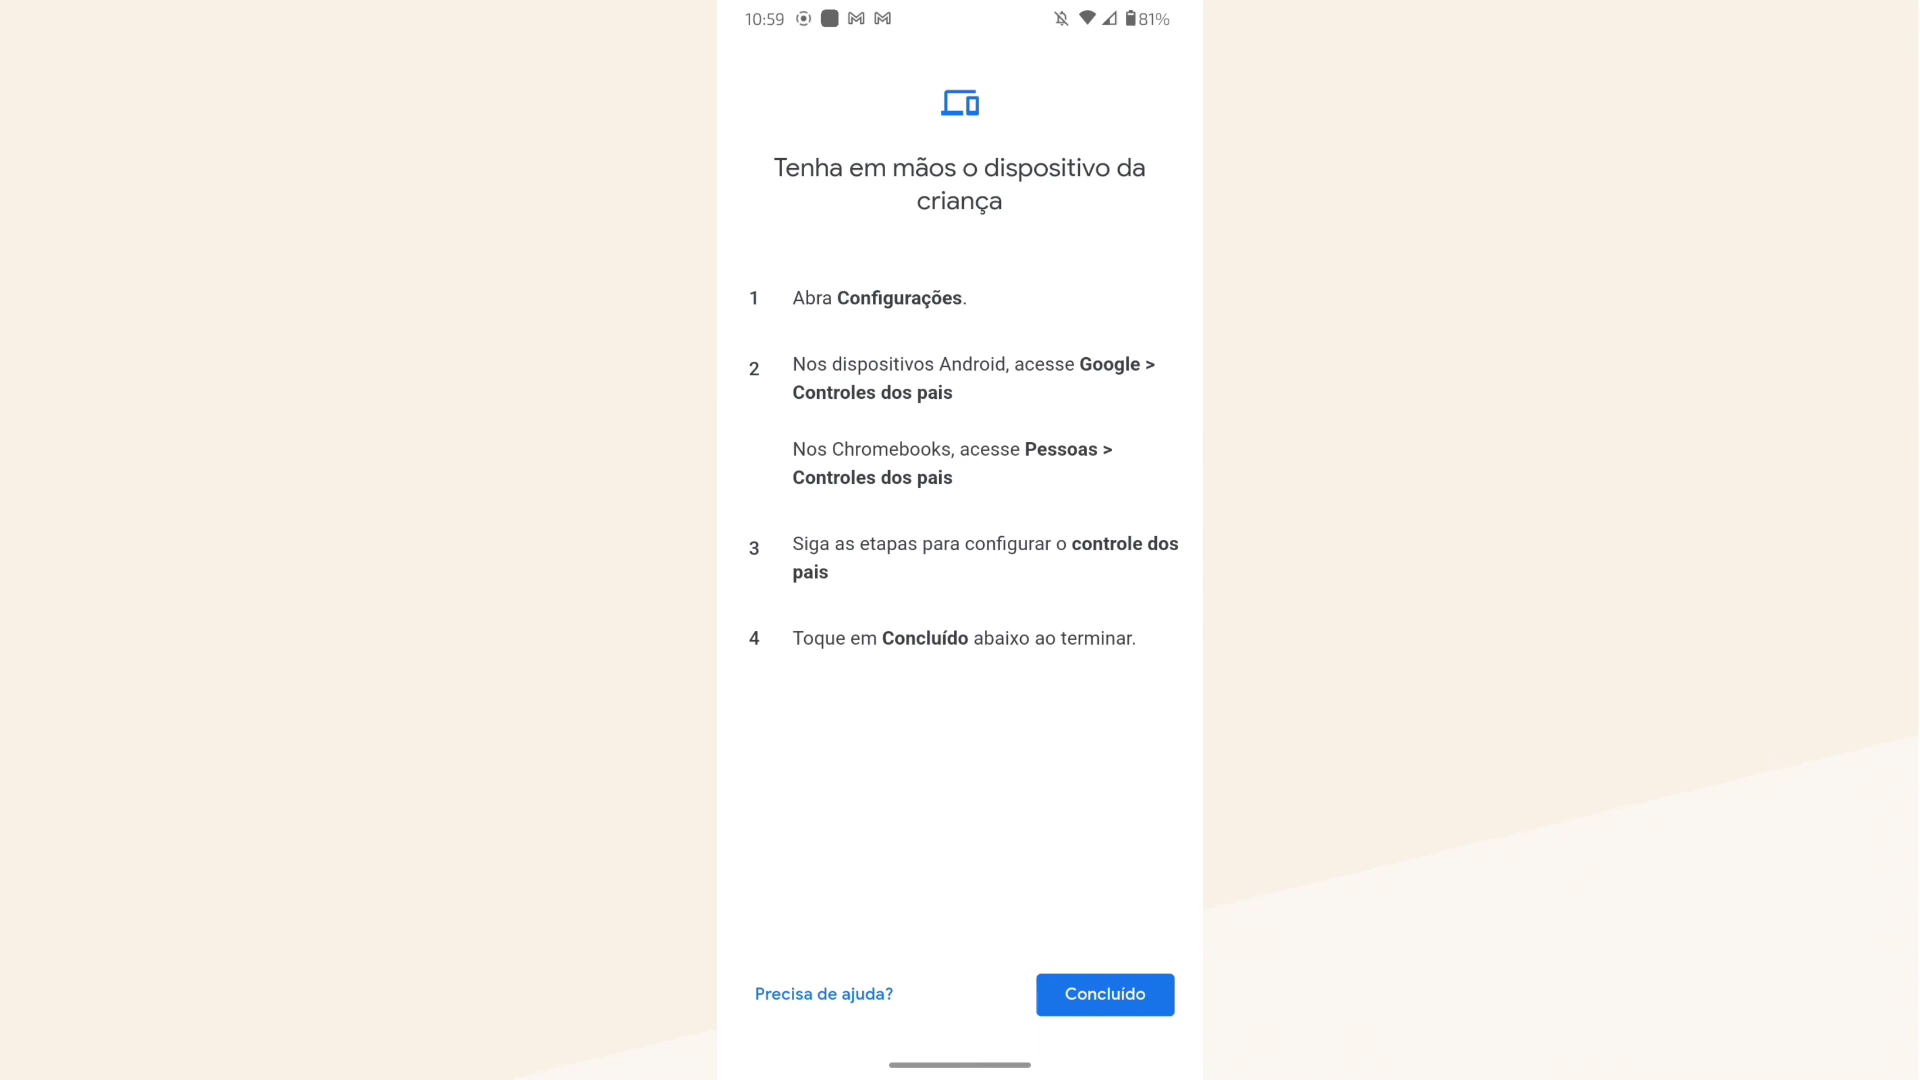 10:59
81%
Tenha em mãos o dispositivo da
criança
1 Abra Configurações.
2 Nos dispositivos Android, acesse Google >
Controles dos pais
Nos Chromebooks, acesse Pessoas >
Controles dos pais
3 Siga as etapas para configurar o controle dos
pais
4 Toque em Concluído abaixo ao terminar.
Precisa de ajuda?
Concluído